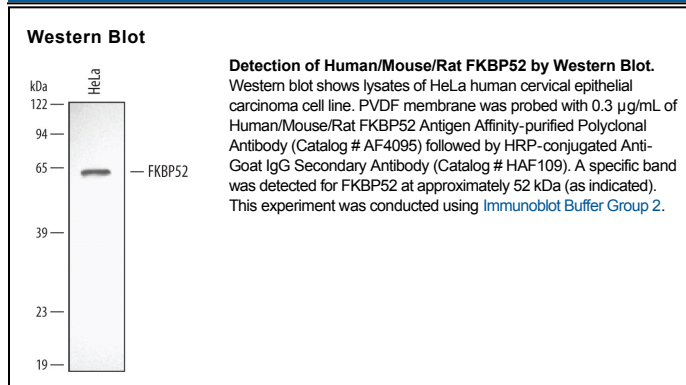 Western Blot
kDa
HeLa
122
94
65
FKBP52
39
23
19
Detection of Human/Mouse/Rat FKBP52 by Western Blot.
Western blot shows lysates of HeLa human cervical epithelial
carcinoma cell line. PVDF membrane was probed with 0.3 µg/mL of
Human/Mouse/Rat FKBP52 Antigen Affinity-purified Polyclonal
Antibody (Catalog # AF4095) followed by HRP-conjugated Anti-
Goat IgG Secondary Antibody (Catalog # HAF109). A specific band
was detected for FKBP52 at approximately 52 kDa (as indicated).
This experiment was conducted using Immunoblot Buffer Group 2.